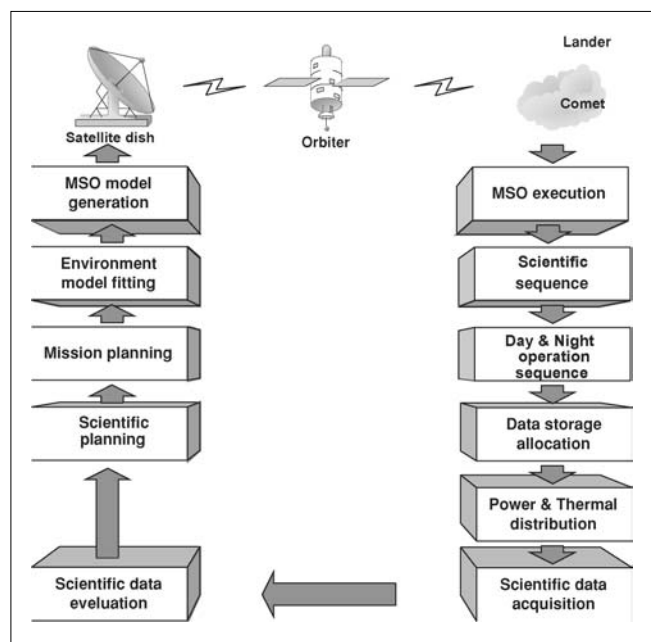 Lander
Comet
Satellite dish
Orbiter
MSO model
generation
MSO execution
Environment
model fitting
Scientific
sequence
Mission planning
Day & Night
operation
sequence
Scientific
planning
Data storage
allocation
Power & Thermal
distribution
Scientific data
eveluation
Scientific data
acquisition